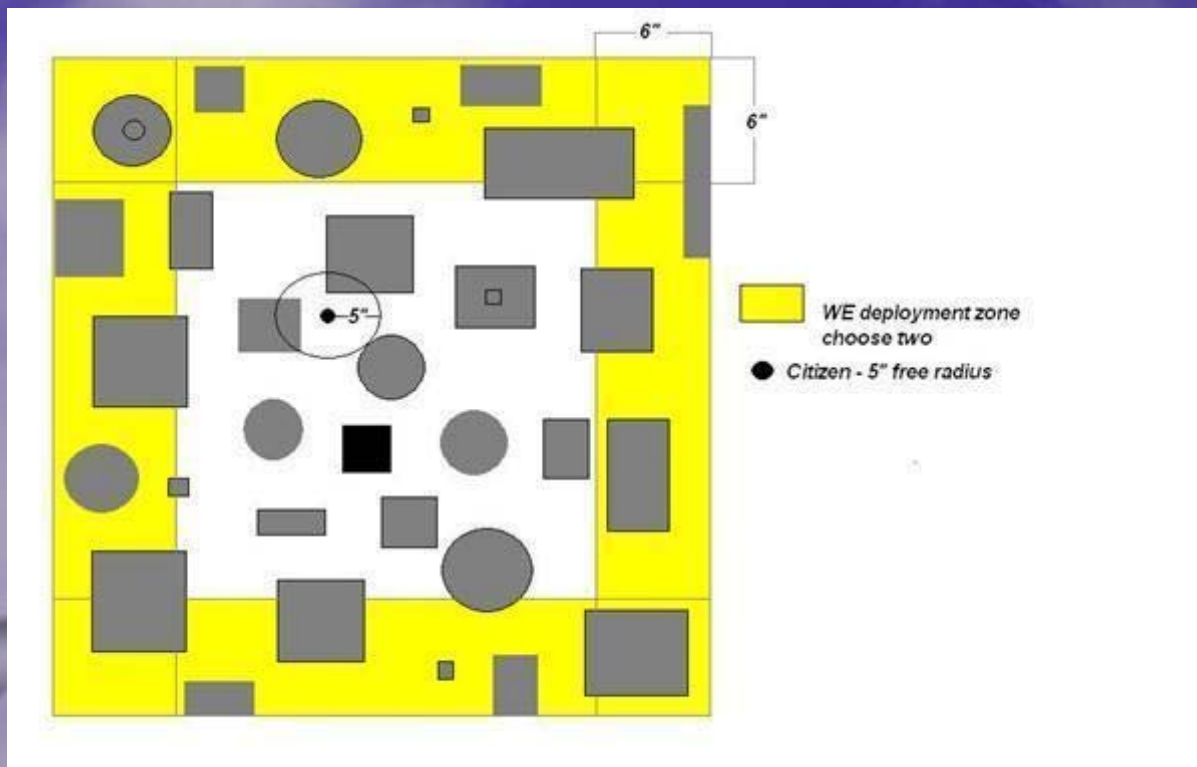 6"
6"
5"
WE deployment zone
choose two
Citizen - 5" free radius